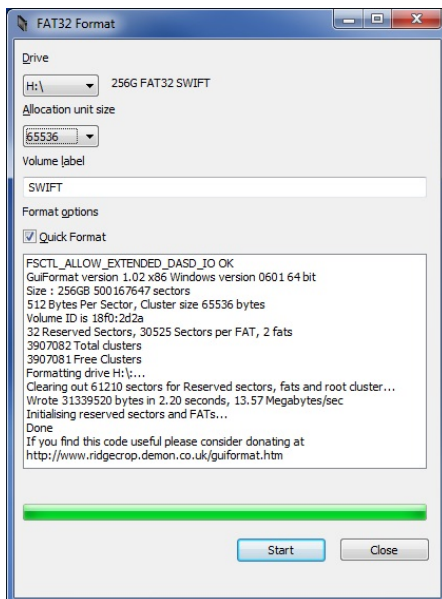 FAT32 Format
Drive
H:\ 256G FAT32 SWIFT
Allocation unit size
65536
Volume label
SWIFT
Format options
Quick Format
FSCTL_ALLOW_EXTENDED_DASD_IO OK
GuiFormat version 1.02 x86 Windows version 0601 64 bit
Size : 256GB 500167647 sectors
512 Bytes Per Sector, Cluster size 65536 bytes
Volume ID is 18f0:2d2a
32 Reserved Sectors, 30525 Sectors per FAT, 2 fats
3907082 Total clusters
3907081 Free Clusters
Formatting drive H:\:...
Clearing out 61210 sectors for Reserved sectors, fats and root cluster...
Wrote 31339520 bytes in 2.20 seconds, 13.57 Megabytes/sec
Initialising reserved sectors and FATs...
Done
If you find this code useful please consider donating at
http://www.ridgecrop.demon.co.uk/guiformat.htm
Start Close